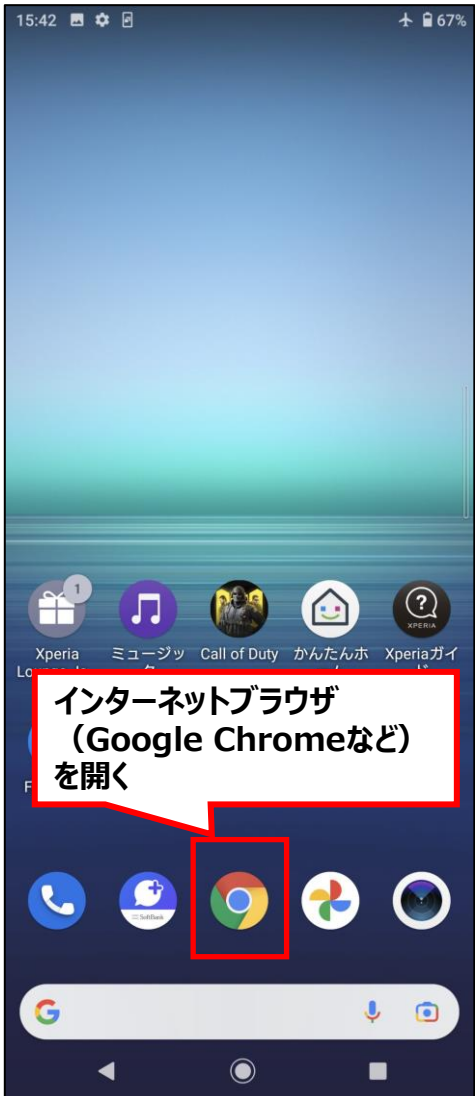 15:42
67%
1
XPERIA
Xperia
ミュージッ
Call of Duty
かんたんホ
Xperiaガイ
インターネットブラウザ
（Google Chromeなど）
を開く
F
SoftBank
G